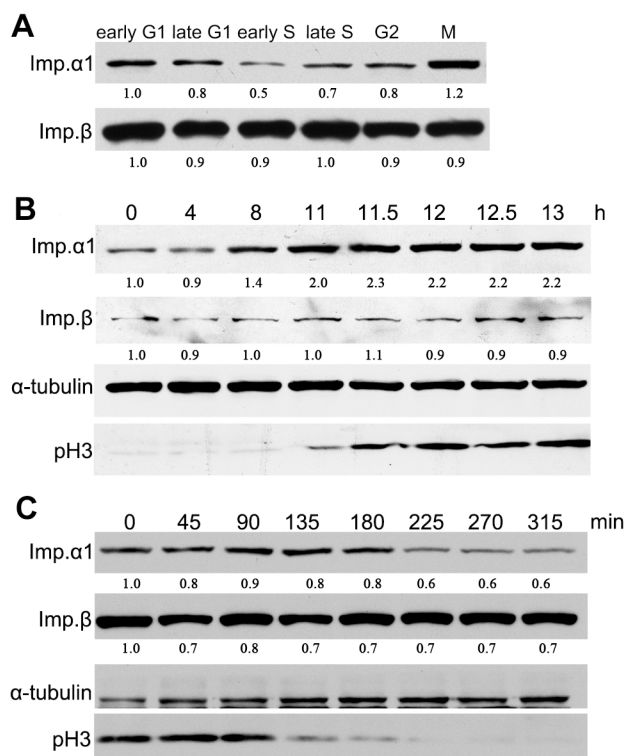 A
early G1 late G1 early S late S G2 M
Imp.α1
1.0 0.8 0.5 0.7 0.8 1.2
Imp.β
1.0 0.9 0.9 1.0 0.9 0.9
B
0 4 8 11 11.5 12 12.5 13 h
Imp.α1
1.0 0.9 1.4 2.0 2.3 2.2 2.2 2.2
Imp.β
1.0 0.9 1.0 1.0 1.1 0.9 0.9 0.9
α-tubulin
pH3
C
0 45 90 135 180 225 270 315 min
Imp.α1
1.0 0.8 0.9 0.8 0.8 0.6 0.6 0.6
Imp.β
1.0 0.7 0.8 0.7 0.7 0.7 0.7 0.7
α-tubulin
pH3